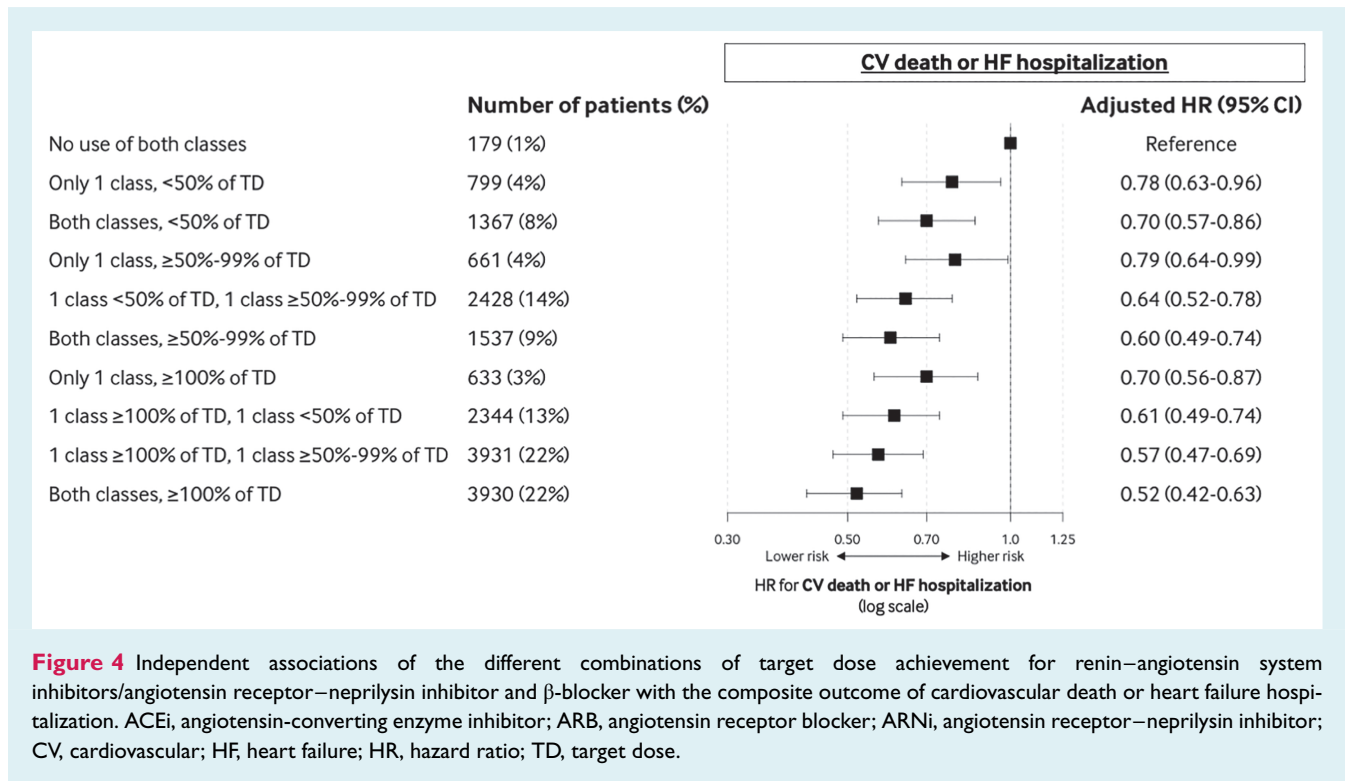 CV death or HF hospitalization
Number of patients (%) Adjusted HR (95% CI)
No use of both classes 179 (1%) Reference
Only 1 class, <50% of TD 799 (4%) 0.78 (0.63-0.96)
Both classes, <50% of TD 1367 (8%) 0.70 (0.57-0.86)
Only 1 class, ≥50%-99% of TD 661 (4%) 0.79 (0.64-0.99)
1 class <50% of TD, 1 class ≥50%-99% of TD 2428 (14%) 0.64 (0.52-0.78)
Both classes, ≥50%-99% of TD 1537 (9%) 0.60 (0.49-0.74)
Only 1 class, ≥100% of TD 633 (3%) 0.70 (0.56-0.87)
1 class ≥100% of TD, 1 class <50% of TD 2344 (13%) 0.61 (0.49-0.74)
1 class ≥100% of TD, 1 class ≥50%-99% of TD 3931 (22%) 0.57 (0.47-0.69)
Both classes, ≥100% of TD 3930 (22%) 0.52 (0.42-0.63)
0.30 0.50 0.70 1.0 1.25
Lower risk Higher risk
HR for CV death or HF hospitalization
(log scale)
Figure 4 Independent associations of the different combinations of target dose achievement for renin–angiotensin system
inhibitors/angiotensin receptor–neprilysin inhibitor and β-blocker with the composite outcome of cardiovascular death or heart failure hospi-
talization. ACEi, angiotensin-converting enzyme inhibitor; ARB, angiotensin receptor blocker; ARNi, angiotensin receptor–neprilysin inhibitor;
CV, cardiovascular; HF, heart failure; HR, hazard ratio; TD, target dose.